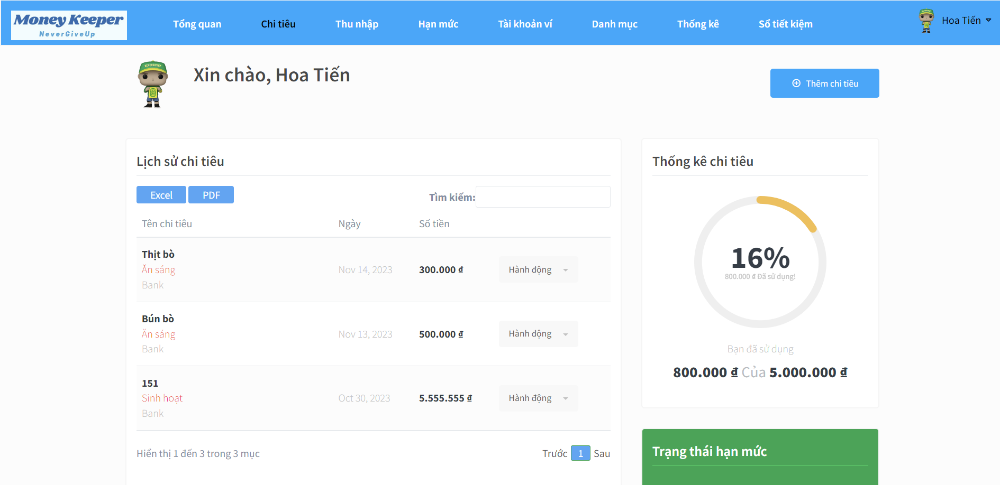 Money Keeper
NeverGiveUp
Tổng quan Chi tiêu Thu nhập Hạn mức Tài khoản ví Danh mục Thống kê Sổ tiết kiệm
Hoa Tiến
Xin chào, Hoa Tiến
Thêm chi tiêu
Lịch sử chi tiêu
Excel PDF
Tìm kiếm:
Tên chi tiêu Ngày Số tiền
Thịt bò
Ăn sáng
Bank
Nov 14, 2023 300.000 ₫ Hành động
Bún bò
Ăn sáng
Bank
Nov 13, 2023 500.000 ₫ Hành động
151
Sinh hoạt
Bank
Oct 30, 2023 5.555.555 ₫ Hành động
Hiển thị 1 đến 3 trong 3 mục
Trước 1 Sau
Thống kê chi tiêu
16%
800.000 ₫ Đã sử dụng!
Bạn đã sử dụng
800.000 ₫ Của 5.000.000 ₫
Trạng thái hạn mức